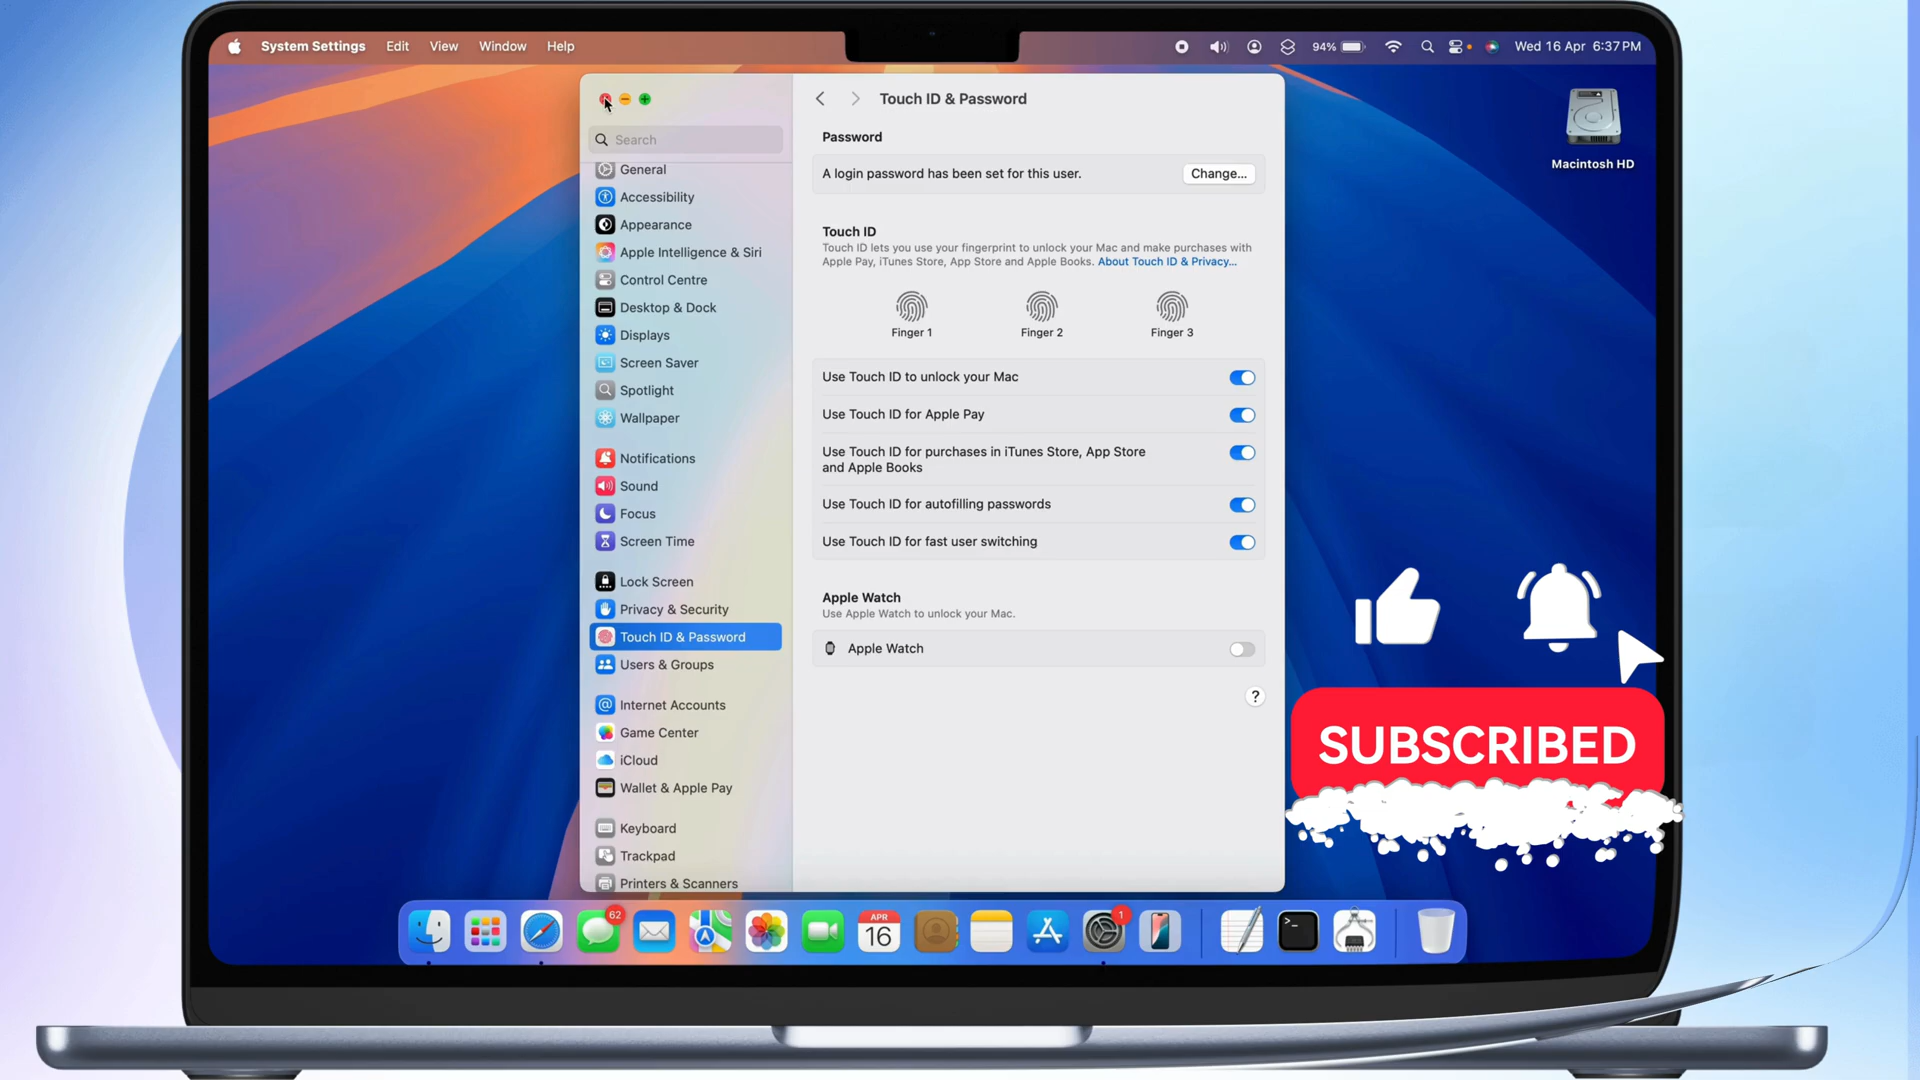 System Settings Edit View Window Help
94% Wed 16 Apr 6:37 PM
Macintosh HD
Search
General
Accessibility
Appearance
Apple Intelligence & Siri
Control Centre
Desktop & Dock
Displays
Screen Saver
Spotlight
Wallpaper
Notifications
Sound
Focus
Screen Time
Lock Screen
Privacy & Security
Touch ID & Password
Users & Groups
Internet Accounts
Game Center
iCloud
Wallet & Apple Pay
Keyboard
Trackpad
Printers & Scanners
Touch ID & Password
Password
A login password has been set for this user. Change...
Touch ID
Touch ID lets you use your fingerprint to unlock your Mac and make purchases with
Apple Pay, iTunes Store, App Store and Apple Books. About Touch ID & Privacy...
Finger 1 Finger 2 Finger 3
Use Touch ID to unlock your Mac
Use Touch ID for Apple Pay
Use Touch ID for purchases in iTunes Store, App Store
and Apple Books
Use Touch ID for autofilling passwords
Use Touch ID for fast user switching
Apple Watch
Use Apple Watch to unlock your Mac.
Apple Watch
?
SUBSCRIBED
62
APR
16
1